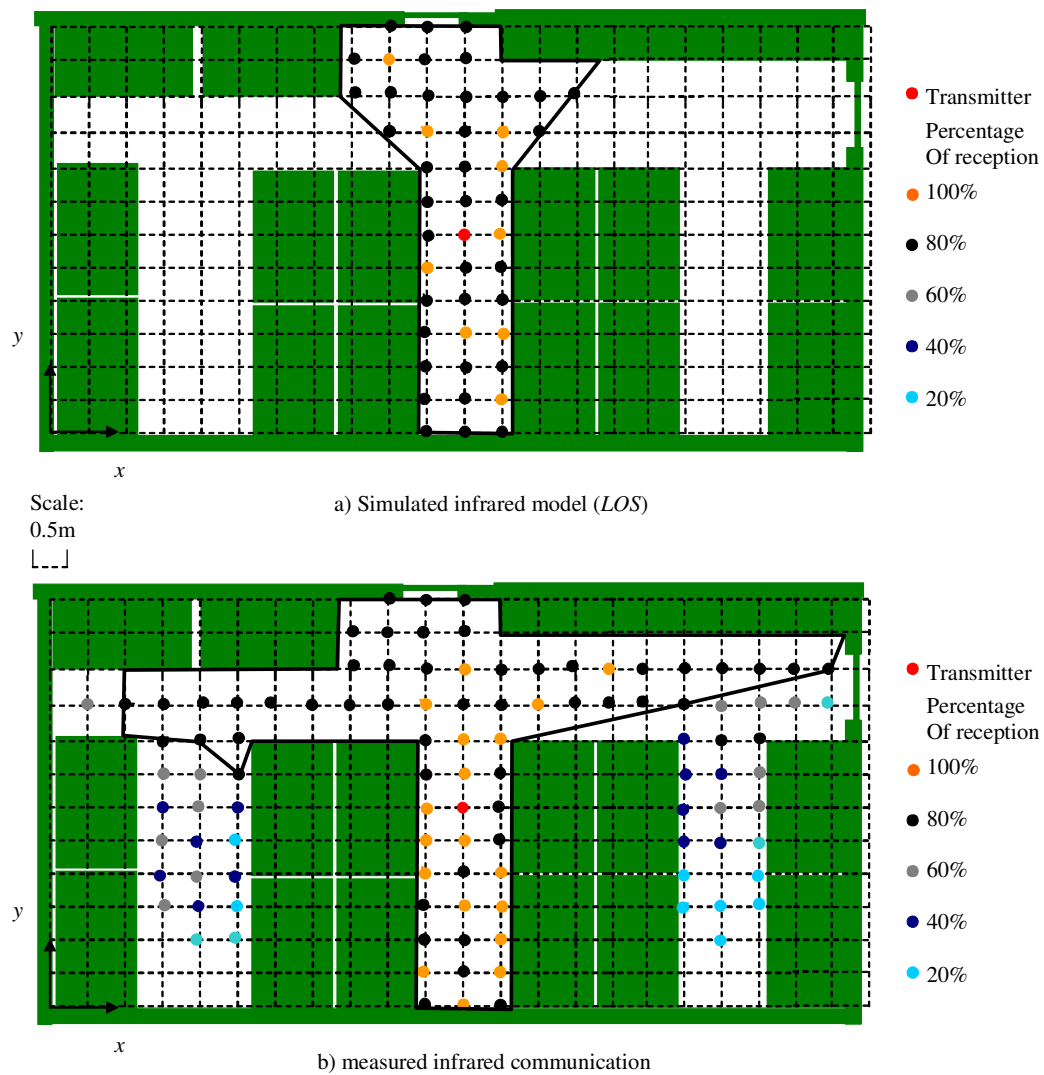 Transmitter
Percentage
Of reception
100%
80%
60%
40%
20%
y
x
Scale:
0.5m
a) Simulated infrared model (LOS)
Transmitter
Percentage
Of reception
100%
80%
60%
40%
20%
y
x
b) measured infrared communication